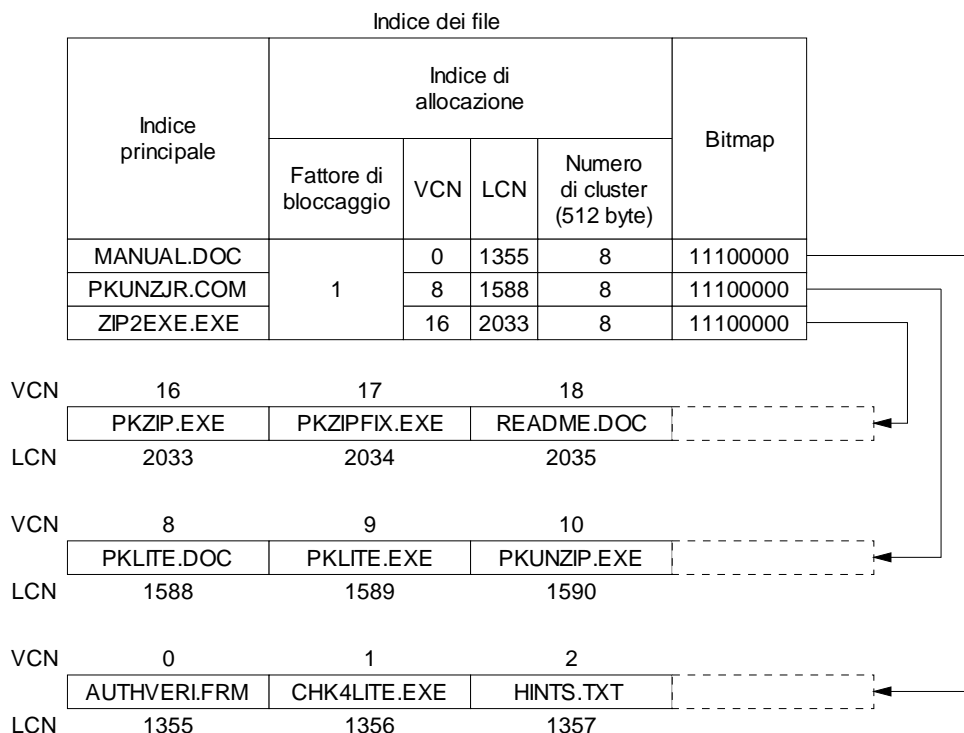 Indice dei file
Indice
principale
Indice di
allocazione
Bitmap
Fattore di
bloccaggio
VCN
LCN
Numero
di cluster
(512 byte)
MANUAL.DOC 1 0 1355 8 11100000
PKUNZJR.COM 8 1588 8 11100000
ZIP2EXE.EXE 16 2033 8 11100000
VCN 16 17 18
PKZIP.EXE PKZIPFIX.EXE README.DOC
LCN 2033 2034 2035
VCN 8 9 10
PKLITE.DOC PKLITE.EXE PKUNZIP.EXE
LCN 1588 1589 1590
VCN 0 1 2
AUTHVERI.FRM CHK4LITE.EXE HINTS.TXT
LCN 1355 1356 1357